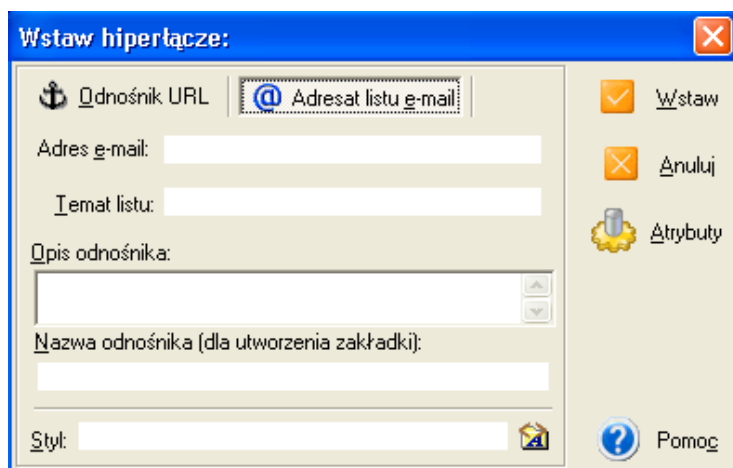 Wstaw hiperłącze:
Odnośnik URL
@ Adresat listu e-mail
Wstaw
Adres e-mail:
Anuluj
Temat listu:
Atrybuty
Opis odnośnika:
Nazwa odnośnika (dla utworzenia zakładki):
Styl:
Pomoc